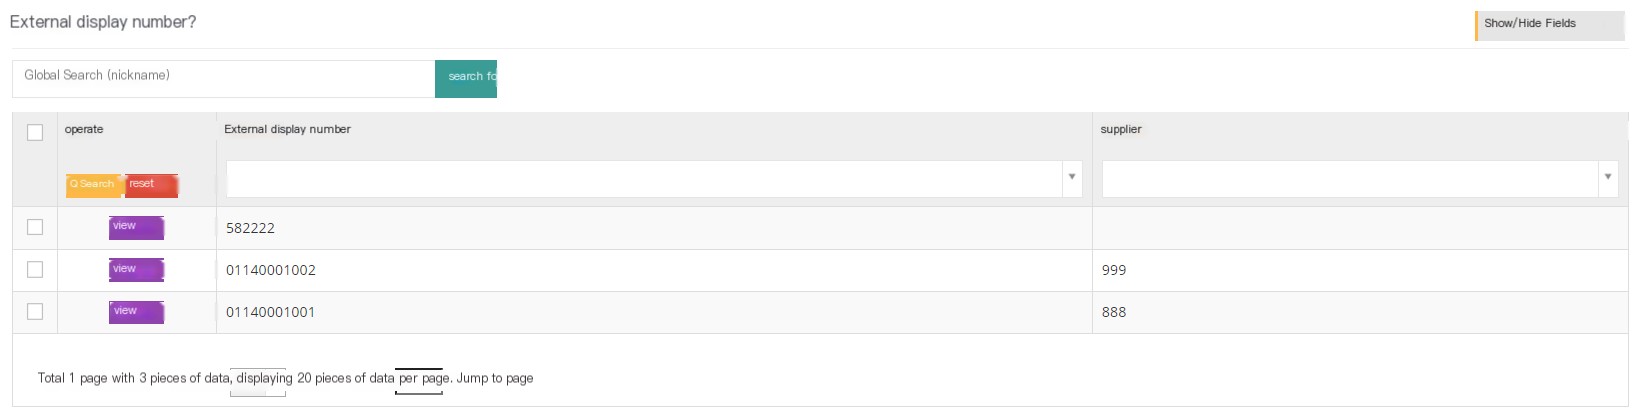 External display number?
Show/Hide Fields
Global Search (nickname)
search fo
operate External display number supplier
Search reset
view 582222
view 01140001002 999
view 01140001001 888
Total 1 page with 3 pieces of data, displaying 20 pieces of data per page. Jump to page